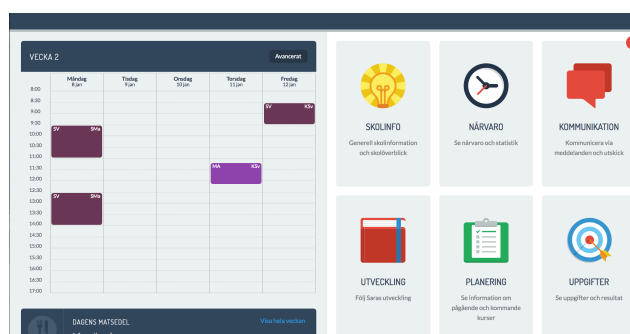 VECKA 2
Avancerat
Måndag Tisdag Onsdag Torsdag Fredag
8 jan 9 jan 10 jan 11 jan 12 jan
8:00
8:30
9:00
SV KSv
9:30
10:00
SV SMa
10:30
11:00
11:30
MA KSv
12:00
12:30
13:00
SV SMa
13:30
14:00
14:30
15:00
15:30
16:00
16:30
17:00
DAGENS MATSEDEL
Visa hela veckan
SKOLINFO
Generell skolinformation
och skolöverblick
NÄRVARO
Se närvaro och statistik
KOMMUNIKATION
Kommunicera via
meddelanden och utskick
UTVECKLING
Följ Saras utveckling
PLANERING
Se information om
pågående och kommande
kurser
UPPGIFTER
Se uppgifter och resultat